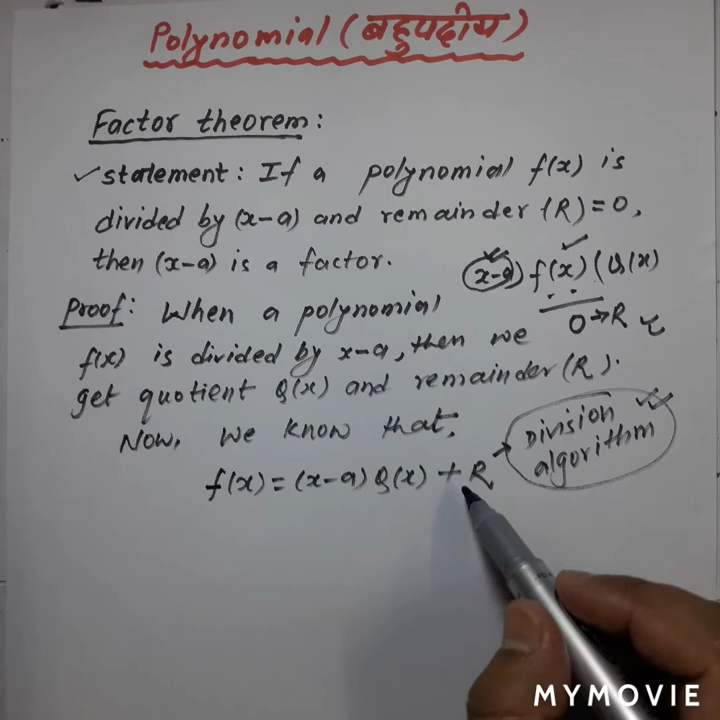 Polynomial (बहुपदीय)
Factor theorem:
✓ statement: If a polynomial f(x) is
divided by (x-a) and remainder (R)=0,
then (x-a) is a factor.
x-a) f(x) (Q(x)
0→R
Proof: When a polynomial
f(x) is divided by x-a, then we
get quotient Q(x) and remainder (R).
Now, we know that,
f(x) = (x-a) Q(x) + R → Division algorithm
MYMOVIE